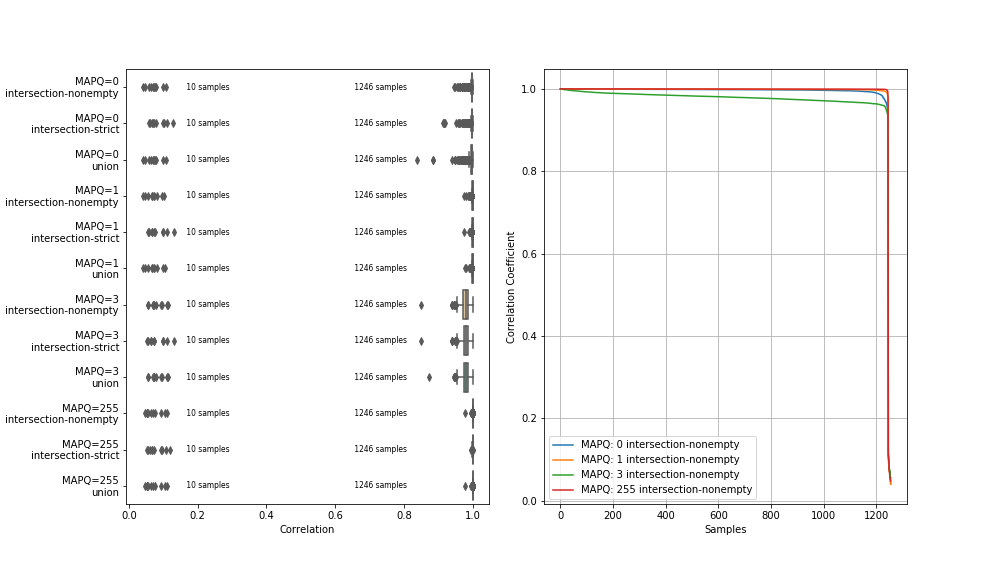 MAPQ=0
intersection-nonempty
10 samples
1246 samples
MAPQ=0
intersection-strict
10 samples
1246 samples
MAPQ=0
union
10 samples
1246 samples
MAPQ=1
intersection-nonempty
10 samples
1246 samples
MAPQ=1
intersection-strict
10 samples
1246 samples
MAPQ=1
union
10 samples
1246 samples
MAPQ=3
intersection-nonempty
10 samples
1246 samples
MAPQ=3
intersection-strict
10 samples
1246 samples
MAPQ=3
union
10 samples
1246 samples
MAPQ=255
intersection-nonempty
10 samples
1246 samples
MAPQ=255
intersection-strict
10 samples
1246 samples
MAPQ=255
union
10 samples
1246 samples
0.0 0.2 0.4 0.6 0.8 1.0
Correlation
Correlation Coefficient
1.0
0.8
0.6
0.4
0.2
0.0
MAPQ: 0 intersection-nonempty
MAPQ: 1 intersection-nonempty
MAPQ: 3 intersection-nonempty
MAPQ: 255 intersection-nonempty
0 200 400 600 800 1000 1200
Samples